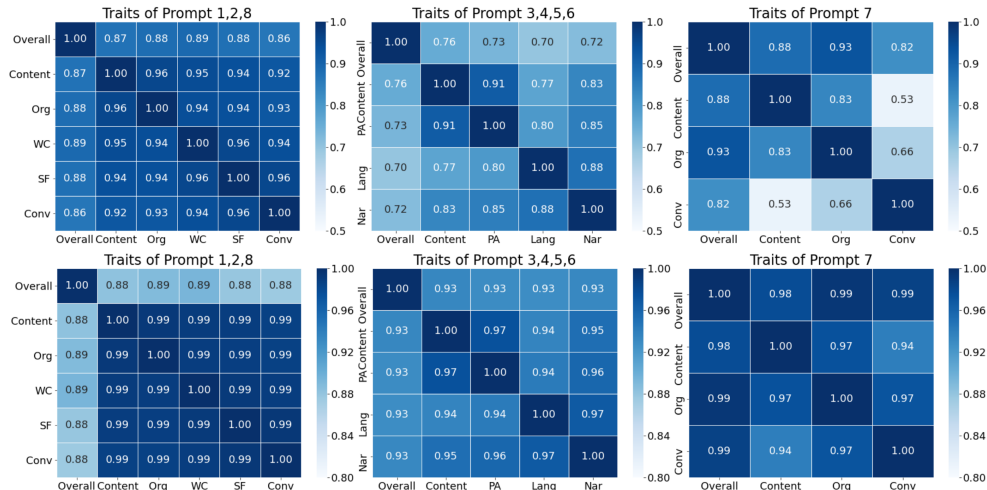 Traits of Prompt 1,2,8
Overall 1.00 0.87 0.88 0.89 0.88 0.86
Content 0.87 1.00 0.96 0.95 0.94 0.92
Org 0.88 0.96 1.00 0.94 0.94 0.93
WC 0.89 0.95 0.94 1.00 0.96 0.94
SF 0.88 0.94 0.94 0.96 1.00 0.96
Conv 0.86 0.92 0.93 0.94 0.96 1.00
Overall Content Org WC SF Conv
1.0
0.9
0.8
0.7
0.6
0.5
Traits of Prompt 3,4,5,6
Overall 1.00 0.76 0.73 0.70 0.72
Content 0.76 1.00 0.91 0.77 0.83
PA 0.73 0.91 1.00 0.80 0.85
Lang 0.70 0.77 0.80 1.00 0.88
Nar 0.72 0.83 0.85 0.88 1.00
Overall Content PA Lang Nar
1.0
0.9
0.8
0.7
0.6
0.5
Traits of Prompt 7
Overall 1.00 0.88 0.93 0.82
Content 0.88 1.00 0.83 0.53
Org 0.93 0.83 1.00 0.66
Conv 0.82 0.53 0.66 1.00
Overall Content Org Conv
1.0
0.9
0.8
0.7
0.6
0.5
Traits of Prompt 1,2,8
Overall 1.00 0.88 0.89 0.89 0.88 0.88
Content 0.88 1.00 0.99 0.99 0.99 0.99
Org 0.89 0.99 1.00 0.99 0.99 0.99
WC 0.89 0.99 0.99 1.00 0.99 0.99
SF 0.88 0.99 0.99 0.99 1.00 0.99
Conv 0.88 0.99 0.99 0.99 0.99 1.00
Overall Content Org WC SF Conv
1.00
0.96
0.92
0.88
0.84
0.80
Traits of Prompt 3,4,5,6
Overall 1.00 0.93 0.93 0.93 0.93
Content 0.93 1.00 0.97 0.94 0.95
PA 0.93 0.97 1.00 0.94 0.96
Lang 0.93 0.94 0.94 1.00 0.97
Nar 0.93 0.95 0.96 0.97 1.00
Overall Content PA Lang Nar
1.00
0.96
0.92
0.88
0.84
0.80
Traits of Prompt 7
Overall 1.00 0.98 0.99 0.99
Content 0.98 1.00 0.97 0.94
Org 0.99 0.97 1.00 0.97
Conv 0.99 0.94 0.97 1.00
Overall Content Org Conv
1.00
0.96
0.92
0.88
0.84
0.80